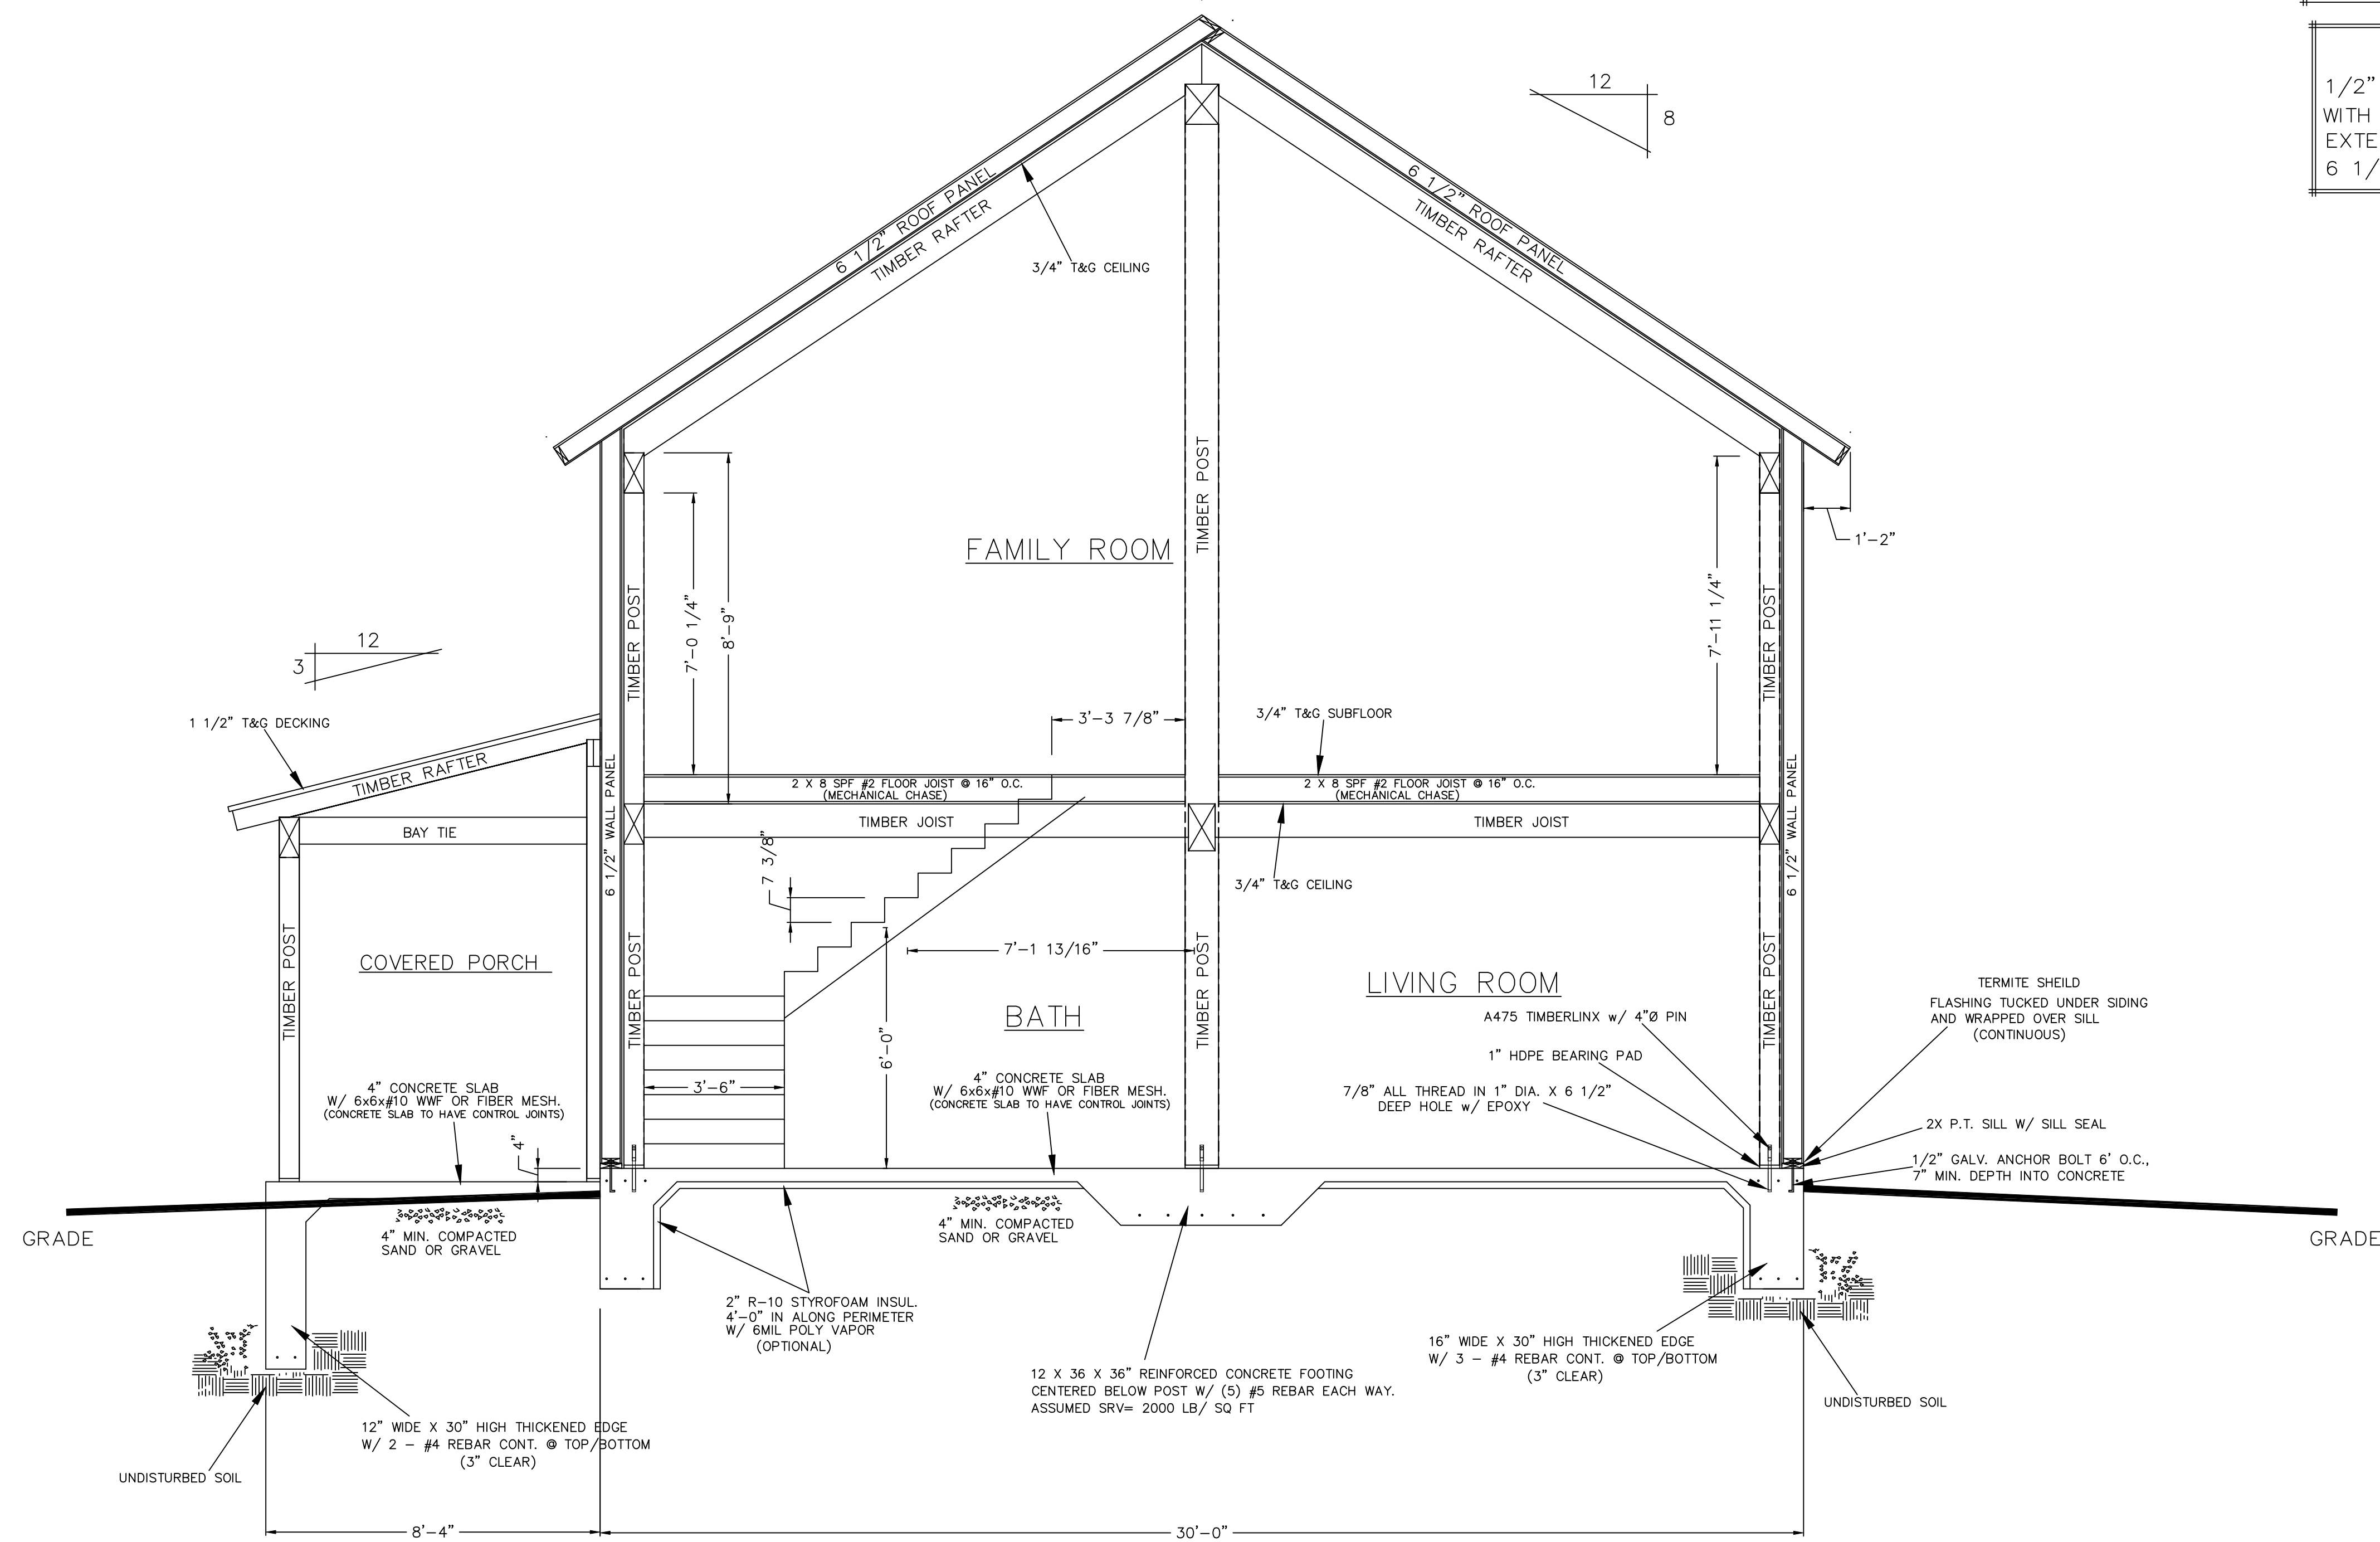 1/2"
WITH
EXTE
6 1/
12
8
6 1/2" ROOF PANEL
TIMBER RAFTER
3/4" T&G CEILING
6 1/2" ROOF PANEL
TIMBER RAFTER
FAMILY ROOM
TIMBER POST
1'-2"
TIMBER POST
7'-0 1/4"
8'-9"
7'-11 1/4"
TIMBER POST
12
3
1 1/2" T&G DECKING
TIMBER RAFTER
BAY TIE
3'-3 7/8"
3/4" T&G SUBFLOOR
2 X 8 SPF #2 FLOOR JOIST @ 16" O.C.
(MECHANICAL CHASE)
2 X 8 SPF #2 FLOOR JOIST @ 16" O.C.
(MECHANICAL CHASE)
6 1/2" WALL PANEL
TIMBER JOIST
TIMBER JOIST
6 1/2" WALL PANEL
7 3/8"
3/4" T&G CEILING
TIMBER POST
COVERED PORCH
TIMBER POST
7'-1 13/16"
TIMBER POST
LIVING ROOM
TIMBER POST
BATH
6'-0"
A475 TIMBERLINX w/ 4"Ø PIN
1" HDPE BEARING PAD
7/8" ALL THREAD IN 1" DIA. X 6 1/2"
DEEP HOLE w/ EPOXY
TERMITE SHEILD
FLASHING TUCKED UNDER SIDING
AND WRAPPED OVER SILL
(CONTINUOUS)
2X P.T. SILL W/ SILL SEAL
1/2" GALV. ANCHOR BOLT 6' O.C.,
7" MIN. DEPTH INTO CONCRETE
4" CONCRETE SLAB
W/ 6x6x#10 WWF OR FIBER MESH.
(CONCRETE SLAB TO HAVE CONTROL JOINTS)
3'-6"
4" CONCRETE SLAB
W/ 6x6x#10 WWF OR FIBER MESH.
(CONCRETE SLAB TO HAVE CONTROL JOINTS)
4"
GRADE
4" MIN. COMPACTED
SAND OR GRAVEL
4" MIN. COMPACTED
SAND OR GRAVEL
GRADE
2" R-10 STYROFOAM INSUL.
4'-0" IN ALONG PERIMETER
W/ 6MIL POLY VAPOR
(OPTIONAL)
12 X 36 X 36" REINFORCED CONCRETE FOOTING
CENTERED BELOW POST W/ (5) #5 REBAR EACH WAY.
ASSUMED SRV= 2000 LB/ SQ FT
16" WIDE X 30" HIGH THICKENED EDGE
W/ 3 - #4 REBAR CONT. @ TOP/BOTTOM
(3" CLEAR)
UNDISTURBED SOIL
12" WIDE X 30" HIGH THICKENED EDGE
W/ 2 - #4 REBAR CONT. @ TOP/BOTTOM
(3" CLEAR)
UNDISTURBED SOIL
8'-4"
30'-0"